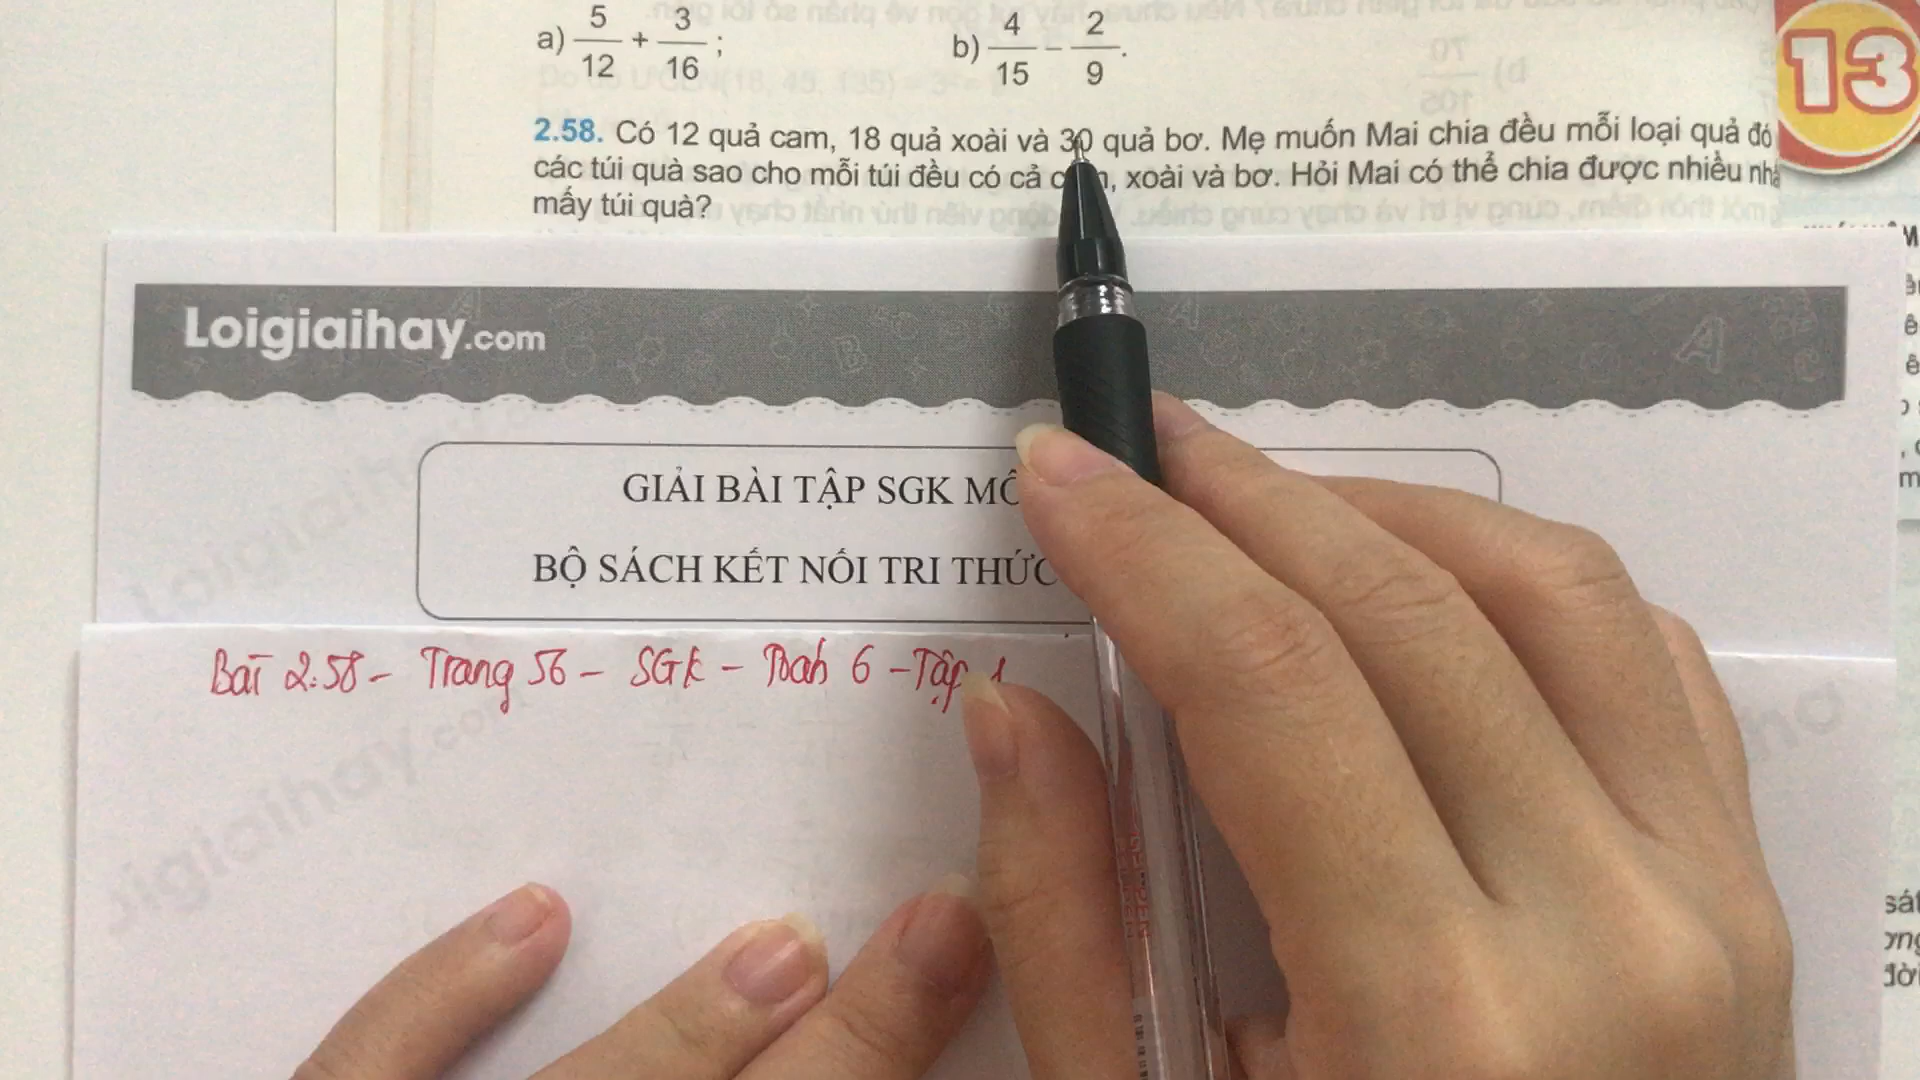 a) 5/12 + 3/16 ;
b) 4/15 − 2/9 .
13
2.58. Có 12 quả cam, 18 quả xoài và 30 quả bơ. Mẹ muốn Mai chia đều mỗi loại quả đó
các túi quà sao cho mỗi túi đều có cả xoài và bơ. Hỏi Mai có thể chia được nhiều
mấy túi quà?
Loigiaihay.com
GIẢI BÀI TẬP SGK
BỘ SÁCH KẾT NỐI TRI THỨC
Bài 2.58 - Trang 56 - SGK - Toán 6 - Tập 1